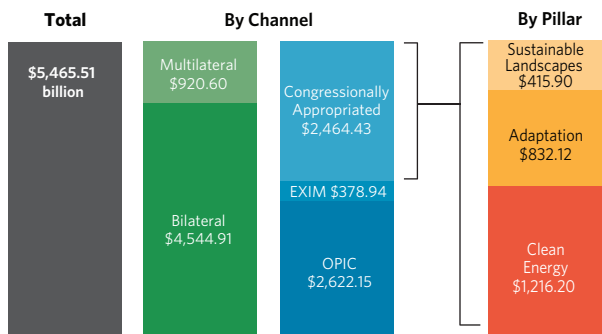 Total
By Channel
By Pillar
$5,465.51
billion
Multilateral
$920.60
Bilateral
$4,544.91
Congressionally
Appropriated
$2,464.43
EXIM $378.94
OPIC
$2,622.15
Sustainable
Landscapes
$415.90
Adaptation
$832.12
Clean
Energy
$1,216.20